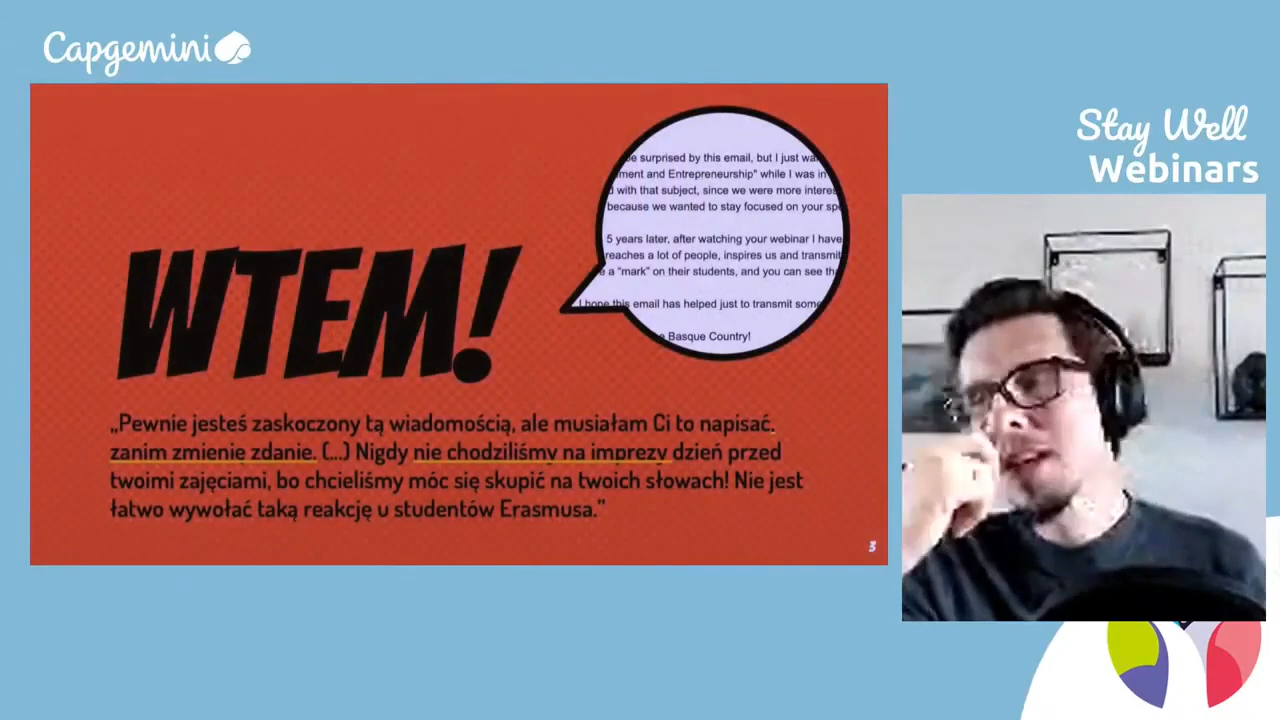 Capgemini
Stay Well
Webinars
be surprised by this email, but I just
ment and Entrepreneurship" while I was in
with that subject, since we were more
because we wanted to stay focused on your
5 years later, after watching your webinar I have
reaches a lot of people, inspires us and transmit
a "mark" on their students, and you can see
I hope this email has helped just to transmit
Basque Country!
WTEM!
„Pewnie jesteś zaskoczony tą wiadomością, ale musiałam Ci to napisać.
zanim zmienię zdanie. (...) Nigdy nie chodziliśmy na imprezy dzień przed
twoimi zajęciami, bo chcieliśmy móc się skupić na twoich słowach! Nie jest
łatwo wywołać taką reakcję u studentów Erasmusa.”
3